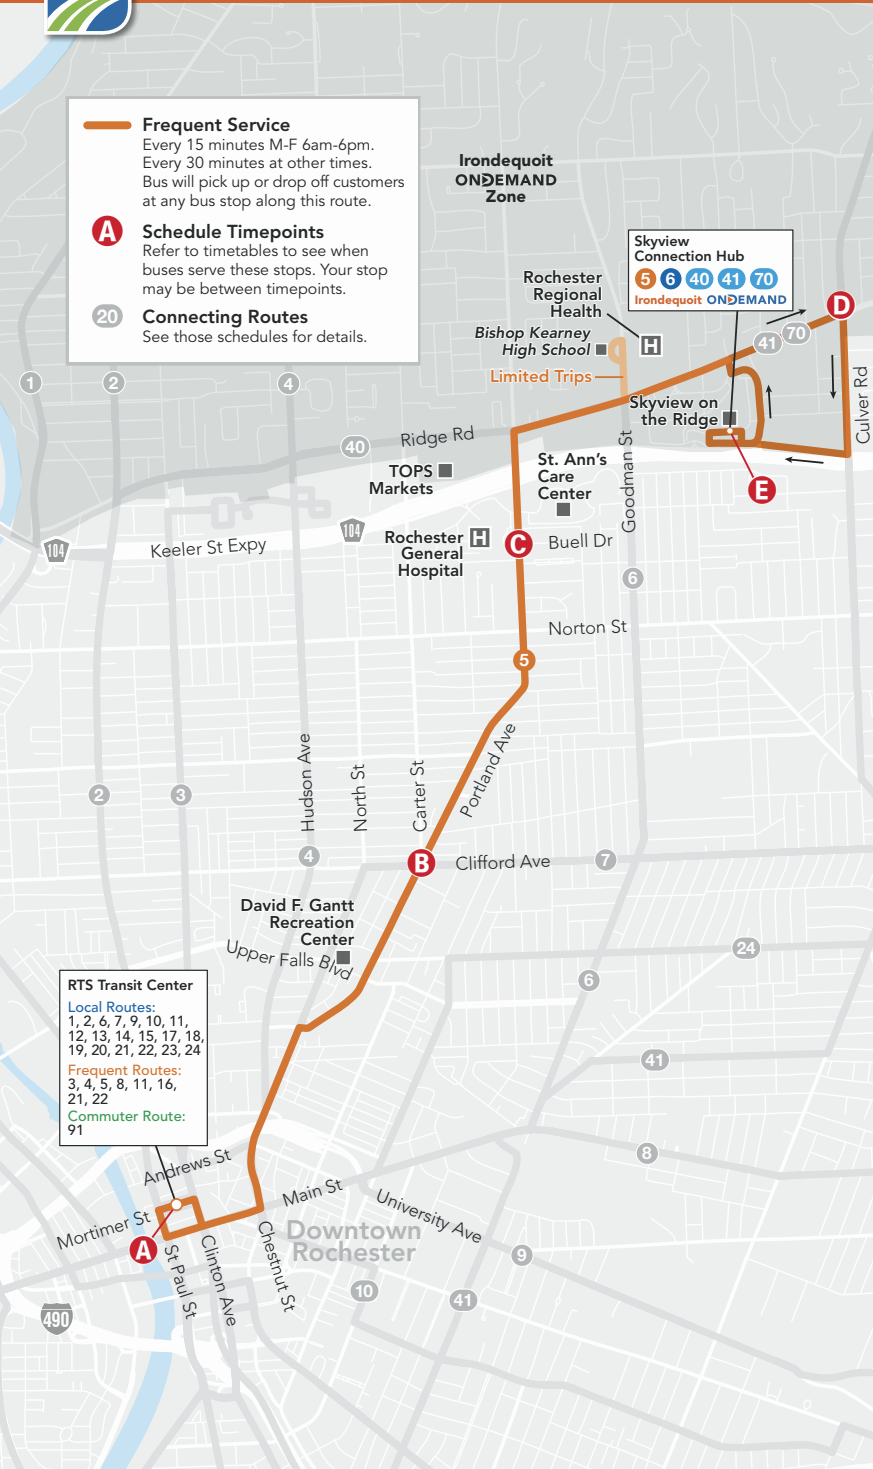 Frequent Service
Every 15 minutes M-F 6am-6pm.
Every 30 minutes at other times.
Bus will pick up or drop off customers
at any bus stop along this route.
A
Schedule Timepoints
Refer to timetables to see when
buses serve these stops. Your stop
may be between timepoints.
20
Connecting Routes
See those schedules for details.
Irondequoit
ONDEMAND
Zone
Skyview
Connection Hub
5 6 40 41 70
Irondequoit ONDEMAND
Rochester
Regional
Health
H
Bishop Kearney
High School
Limited Trips
D
41
70
Culver Rd
1
2
4
40
Ridge Rd
Skyview on
the Ridge
TOPS
Markets
St. Ann's
Care
Center
Goodman St
E
104
104
Keeler St Expy
Rochester
General
Hospital
H
C
Buell Dr
6
Norton St
5
Hudson Ave
North St
Carter St
Portland Ave
2
3
4
B
Clifford Ave
7
David F. Gantt
Recreation
Center
Upper Falls Blvd
24
6
RTS Transit Center
Local Routes:
1, 2, 6, 7, 9, 10, 11,
12, 13, 14, 15, 17, 18,
19, 20, 21, 22, 23, 24
Frequent Routes:
3, 4, 5, 8, 11, 16,
21, 22
Commuter Route:
91
41
8
Andrews St
Main St
University Ave
Mortimer St
A
St Paul St
Clinton Ave
Chestnut St
Downtown
Rochester
9
10
41
490